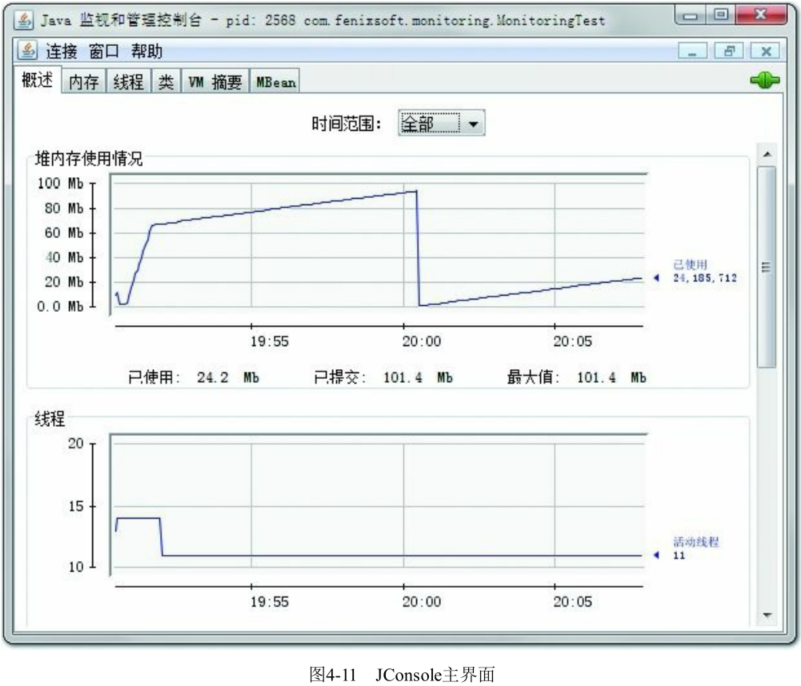 Java 监视和管理控制台 - pid: 2568 com.fenixsoft.monitoring.MonitoringTest
连接 窗口 帮助
概述 内存 线程 类 VM 摘要 MBean
时间范围： 全部
堆内存使用情况
100 Mb
80 Mb
60 Mb
40 Mb
20 Mb
0.0 Mb
已使用
24,185,712
19:55 20:00 20:05
已使用: 24.2 Mb 已提交: 101.4 Mb 最大值: 101.4 Mb
线程
20
15
10
活动线程
11
19:55 20:00 20:05
图4-11 JConsole主界面